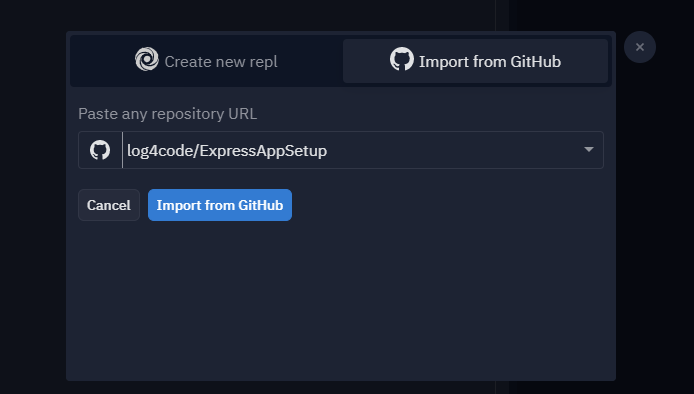 Create new repl
Import from GitHub
Paste any repository URL
log4code/ExpressAppSetup
Cancel
Import from GitHub